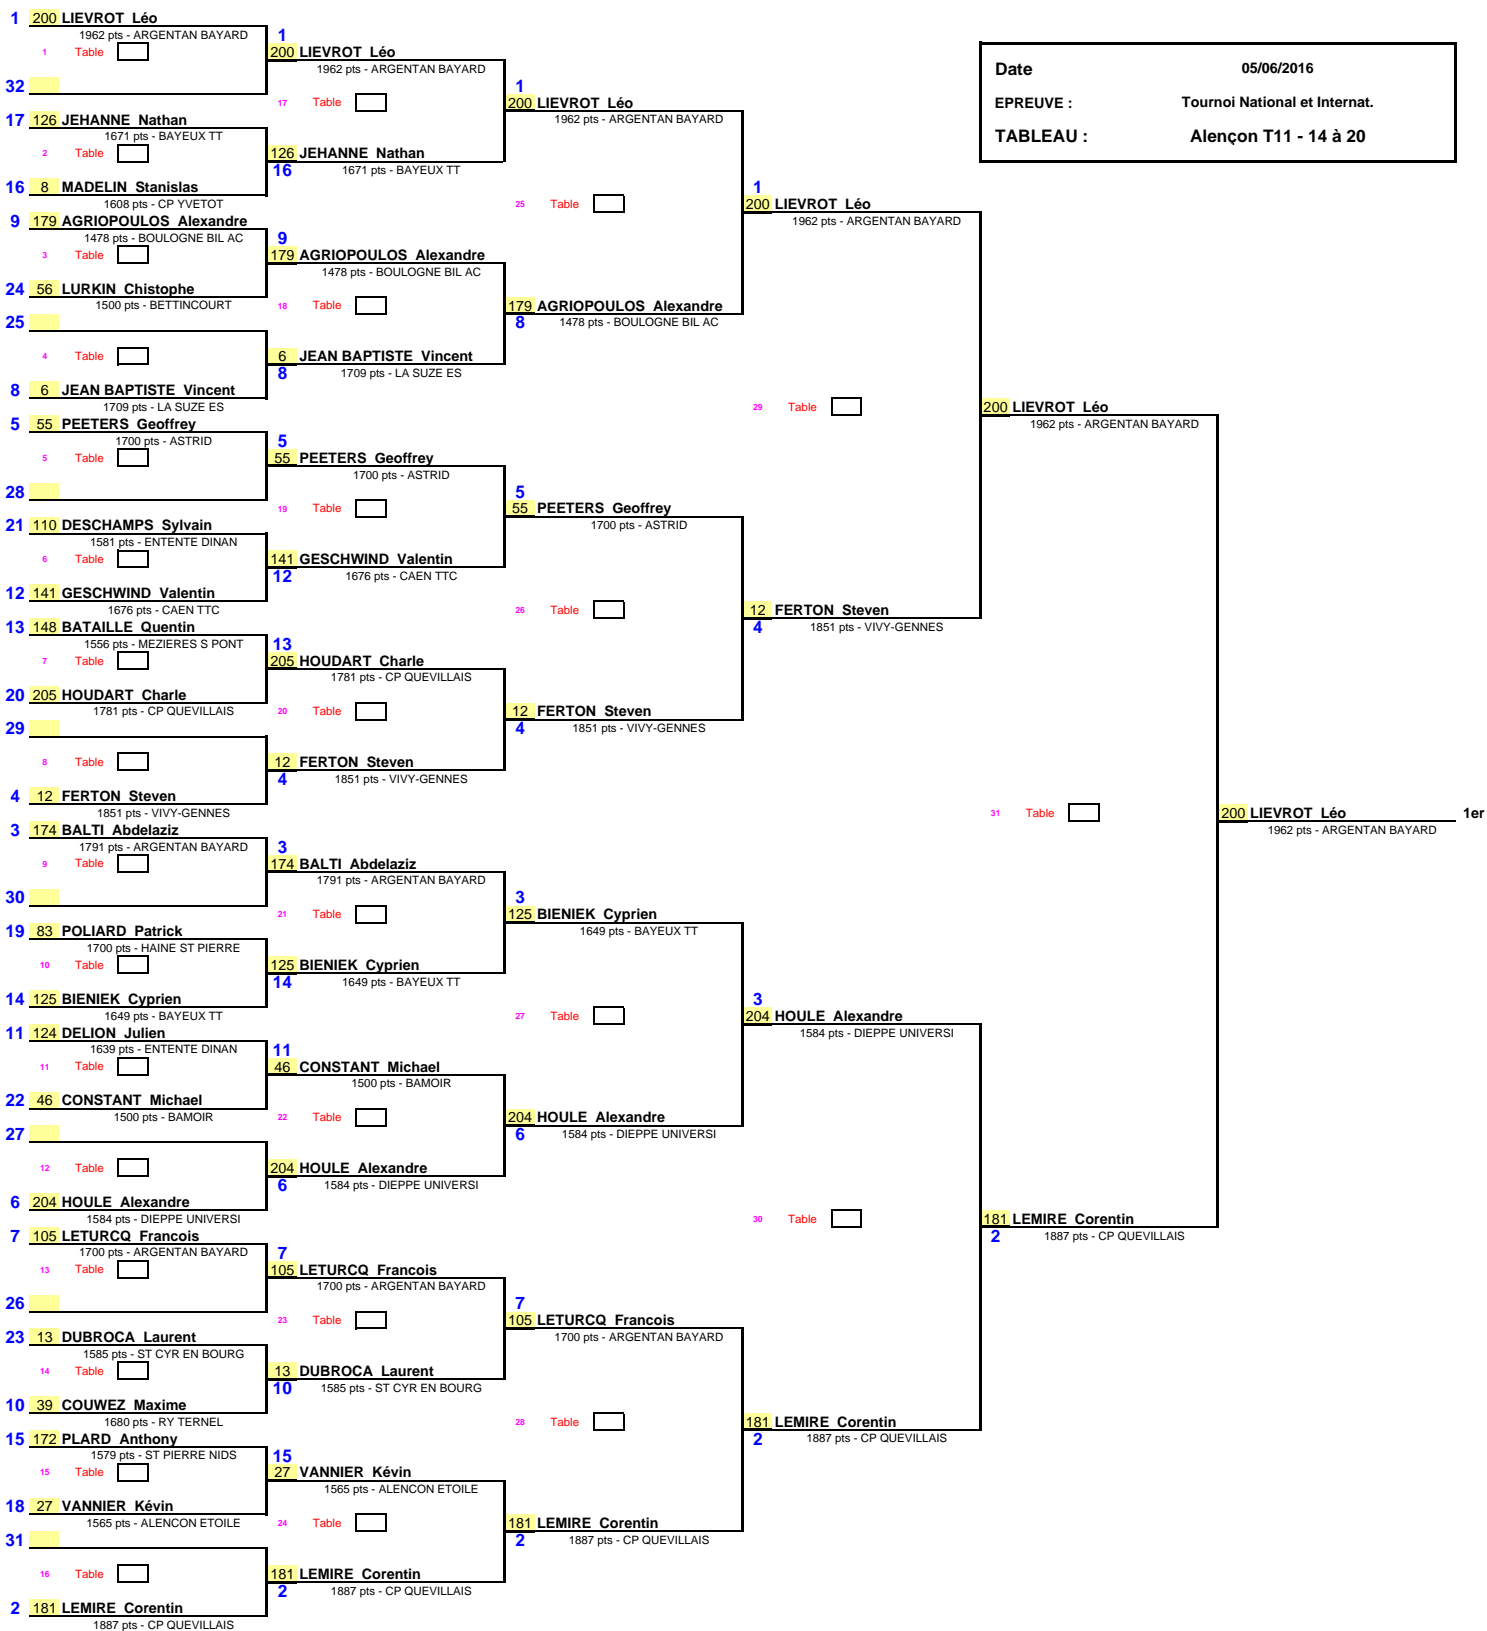 1 200 LIEVROT Léo
1962 pts - ARGENTAN BAYARD
1 Table
32
17 126 JEHANNE Nathan
1671 pts - BAYEUX TT
2 Table
16 8 MADELIN Stanislas
1608 pts - CP YVETOT
9 179 AGRIOPOULOS Alexandre
1478 pts - BOULOGNE BIL AC
3 Table
24 56 LURKIN Chistophe
1500 pts - BETTINCOURT
25
4 Table
8 6 JEAN BAPTISTE Vincent
1709 pts - LA SUZE ES
5 55 PEETERS Geoffrey
1700 pts - ASTRID
5 Table
28
21 110 DESCHAMPS Sylvain
1581 pts - ENTENTE DINAN
6 Table
12 141 GESCHWIND Valentin
1676 pts - CAEN TTC
13 148 BATAILLE Quentin
1556 pts - MEZIERES S PONT
7 Table
20 205 HOUDART Charle
1781 pts - CP QUEVILLAIS
29
8 Table
4 12 FERTON Steven
1851 pts - VIVY-GENNES
3 174 BALTI Abdelaziz
1791 pts - ARGENTAN BAYARD
9 Table
30
19 83 POLIARD Patrick
1700 pts - HAINE ST PIERRE
10 Table
14 125 BIENIEK Cyprien
1649 pts - BAYEUX TT
11 124 DELION Julien
1639 pts - ENTENTE DINAN
11 Table
22 46 CONSTANT Michael
1500 pts - BAMOIR
27
12 Table
6 204 HOULE Alexandre
1584 pts - DIEPPE UNIVERSI
7 105 LETURCQ Francois
1700 pts - ARGENTAN BAYARD
13 Table
26
23 13 DUBROCA Laurent
1585 pts - ST CYR EN BOURG
14 Table
10 39 COUWEZ Maxime
1680 pts - RY TERNEL
15 172 PLARD Anthony
1579 pts - ST PIERRE NIDS
15 Table
18 27 VANNIER Kévin
1565 pts - ALENCON ETOILE
31
16 Table
2 181 LEMIRE Corentin
1887 pts - CP QUEVILLAIS
1
200 LIEVROT Léo
1962 pts - ARGENTAN BAYARD
17 Table
126 JEHANNE Nathan
16 1671 pts - BAYEUX TT
9
179 AGRIOPOULOS Alexandre
1478 pts - BOULOGNE BIL AC
18 Table
6 JEAN BAPTISTE Vincent
8 1709 pts - LA SUZE ES
5
55 PEETERS Geoffrey
1700 pts - ASTRID
19 Table
141 GESCHWIND Valentin
12 1676 pts - CAEN TTC
13
205 HOUDART Charle
1781 pts - CP QUEVILLAIS
20 Table
12 FERTON Steven
4 1851 pts - VIVY-GENNES
3
174 BALTI Abdelaziz
1791 pts - ARGENTAN BAYARD
21 Table
125 BIENIEK Cyprien
14 1649 pts - BAYEUX TT
11
46 CONSTANT Michael
1500 pts - BAMOIR
22 Table
204 HOULE Alexandre
6 1584 pts - DIEPPE UNIVERSI
7
105 LETURCQ Francois
1700 pts - ARGENTAN BAYARD
23 Table
13 DUBROCA Laurent
10 1585 pts - ST CYR EN BOURG
15
27 VANNIER Kévin
1565 pts - ALENCON ETOILE
24 Table
181 LEMIRE Corentin
2 1887 pts - CP QUEVILLAIS
1
200 LIEVROT Léo
1962 pts - ARGENTAN BAYARD
25 Table
179 AGRIOPOULOS Alexandre
8 1478 pts - BOULOGNE BIL AC
5
55 PEETERS Geoffrey
1700 pts - ASTRID
26 Table
12 FERTON Steven
4 1851 pts - VIVY-GENNES
3
125 BIENIEK Cyprien
1649 pts - BAYEUX TT
27 Table
204 HOULE Alexandre
6 1584 pts - DIEPPE UNIVERSI
7
105 LETURCQ Francois
1700 pts - ARGENTAN BAYARD
28 Table
181 LEMIRE Corentin
2 1887 pts - CP QUEVILLAIS
1
200 LIEVROT Léo
1962 pts - ARGENTAN BAYARD
29 Table
12 FERTON Steven
4 1851 pts - VIVY-GENNES
3
204 HOULE Alexandre
1584 pts - DIEPPE UNIVERSI
30 Table
181 LEMIRE Corentin
2 1887 pts - CP QUEVILLAIS
Date 05/06/2016
EPREUVE : Tournoi National et Internat.
TABLEAU : Alençon T11 - 14 à 20
200 LIEVROT Léo
1962 pts - ARGENTAN BAYARD
31 Table
181 LEMIRE Corentin
2 1887 pts - CP QUEVILLAIS
200 LIEVROT Léo 1er
1962 pts - ARGENTAN BAYARD